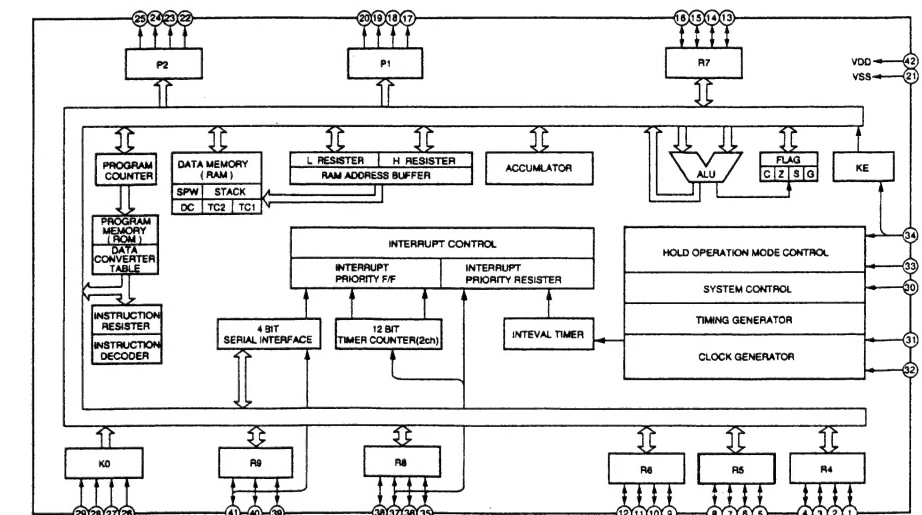 25 24 23 22
20 19 18 17
16 15 14 13
P2
P1
R7
VDD 42
VSS 21
PROGRAM
COUNTER
DATA MEMORY
( RAM )
SPW STACK
DC TC2 TC1
L RESISTER H RESISTER
RAM ADDRESS BUFFER
ACCUMLATOR
ALU
FLAG
C Z S G
KE
PROGRAM
MEMORY
( ROM )
DATA
CONVERTER
TABLE
INSTRUCTION
RESISTER
INSTRUCTION
DECODER
INTERRUPT CONTROL
INTERRUPT
PRIORITY F/F
INTERRUPT
PRIORITY RESISTER
4 BIT
SERIAL INTERFACE
12 BIT
TIMER COUNTER(2ch)
INTEVAL TIMER
HOLD OPERATION MODE CONTROL
SYSTEM CONTROL
TIMING GENERATOR
CLOCK GENERATOR
34
33
30
31
32
K0
R9
R8
R6
R5
R4
29 28 27 26
41 40 39
38 37 36 35
12 11 10 9
8 7 6 5
4 3 2 1